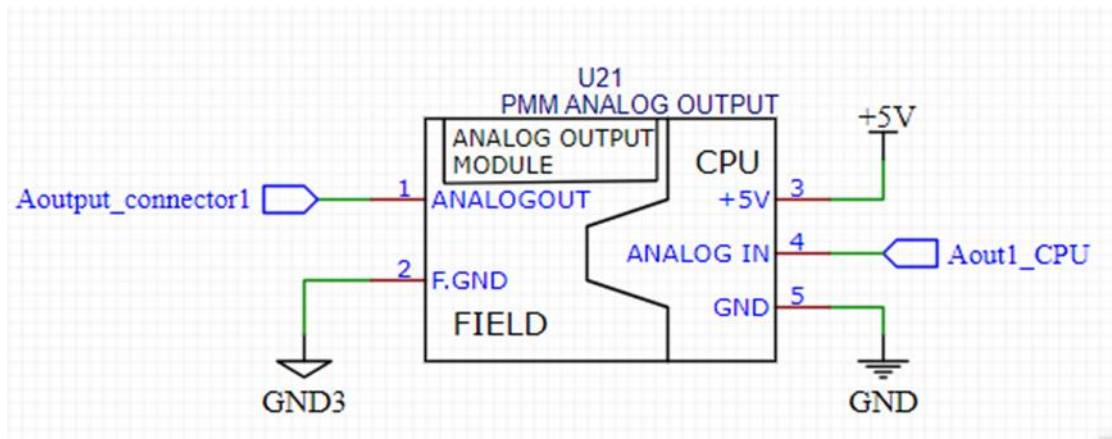 U21
PMM ANALOG OUTPUT
ANALOG OUTPUT
MODULE
CPU
+5V
Aoutput_connector1
1
ANALOGOUT
+5V
3
ANALOG IN
4
Aout1_CPU
2
F.GND
GND
5
FIELD
GND3
GND